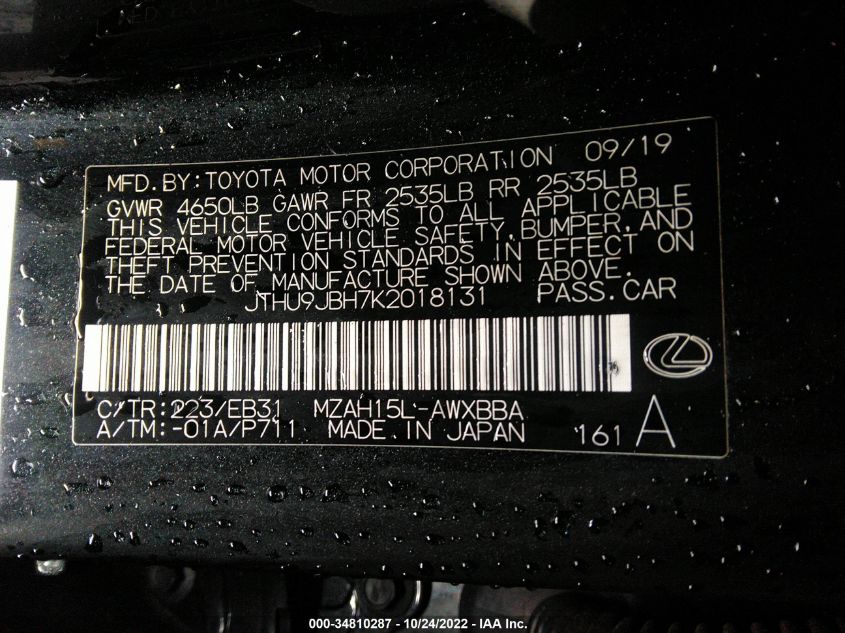 MFD.BY:TOYOTA MOTOR CORPORATION 09/19
GVWR 4650LB GAWR FR 2535LB RR 2535LB
THIS VEHICLE CONFORMS TO ALL APPLICABLE
FEDERAL MOTOR VEHICLE SAFETY,BUMPER,AND
THEFT PREVENTION STANDARDS IN EFFECT ON
THE DATE OF MANUFACTURE SHOWN ABOVE.
JTHU9JBH7K2018131 PASS.CAR
C/TR:223/EB31 MZAH15L-AWXBBA
A/TM:-01A/P711 MADE IN JAPAN 161 A
000-34810287 - 10/24/2022 - © IAA Inc.